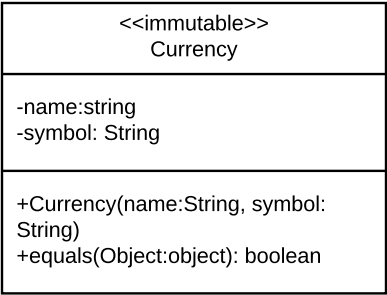 <<immutable>>
Currency
-name:string
-symbol: String
+Currency(name:String, symbol:
String)
+equals(Object:object): boolean